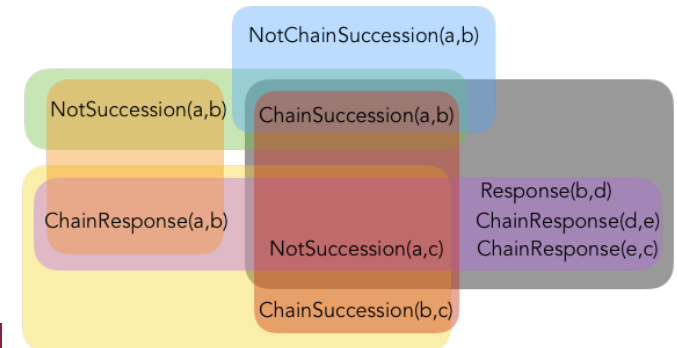 NotChainSuccession(a,b)
NotSuccession(a,b)
ChainSuccession(a,b)
Response(b,d)
ChainResponse(a,b)
ChainResponse(d,e)
NotSuccession(a,c)
ChainResponse(e,c)
ChainSuccession(b,c)